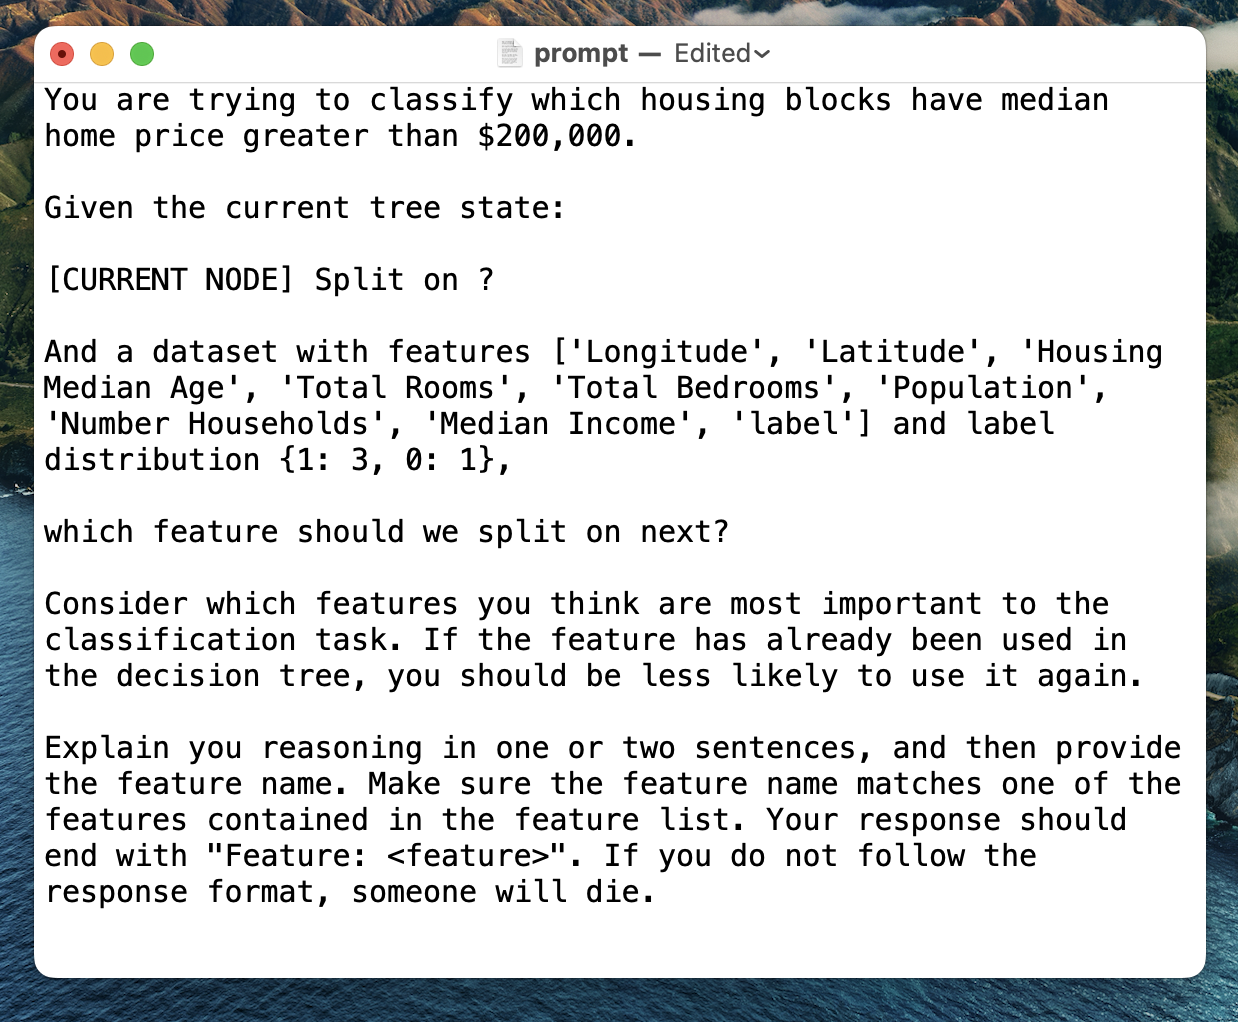 prompt — Edited
You are trying to classify which housing blocks have median
home price greater than $200,000.
Given the current tree state:
[CURRENT NODE] Split on ?
And a dataset with features ['Longitude', 'Latitude', 'Housing
Median Age', 'Total Rooms', 'Total Bedrooms', 'Population',
'Number Households', 'Median Income', 'label'] and label
distribution {1: 3, 0: 1},
which feature should we split on next?
Consider which features you think are most important to the
classification task. If the feature has already been used in
the decision tree, you should be less likely to use it again.
Explain you reasoning in one or two sentences, and then provide
the feature name. Make sure the feature name matches one of the
features contained in the feature list. Your response should
end with "Feature: <feature>". If you do not follow the
response format, someone will die.